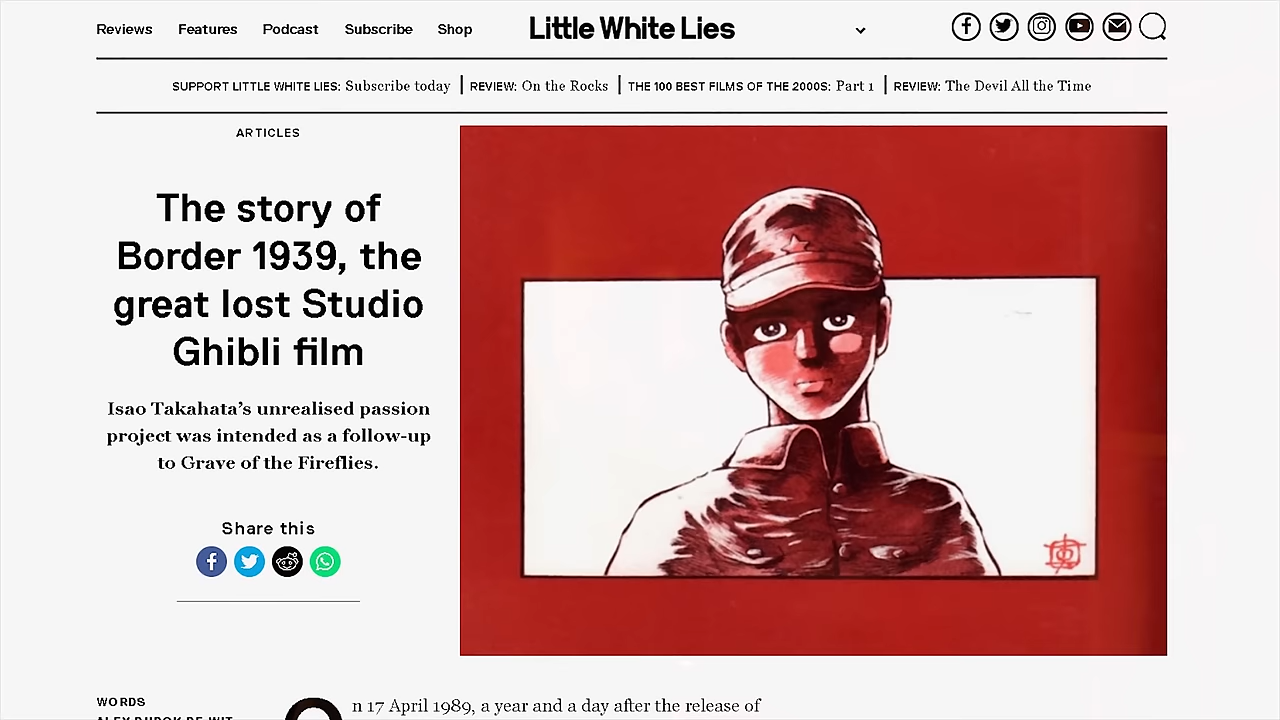 Reviews Features Podcast Subscribe Shop Little White Lies
SUPPORT LITTLE WHITE LIES: Subscribe today | REVIEW: On the Rocks | THE 100 BEST FILMS OF THE 2000S: Part 1 | REVIEW: The Devil All the Time
ARTICLES
The story of
Border 1939, the
great lost Studio
Ghibli film
Isao Takahata's unrealised passion
project was intended as a follow-up
to Grave of the Fireflies.
Share this
WORDS
On 17 April 1989, a year and a day after the release of